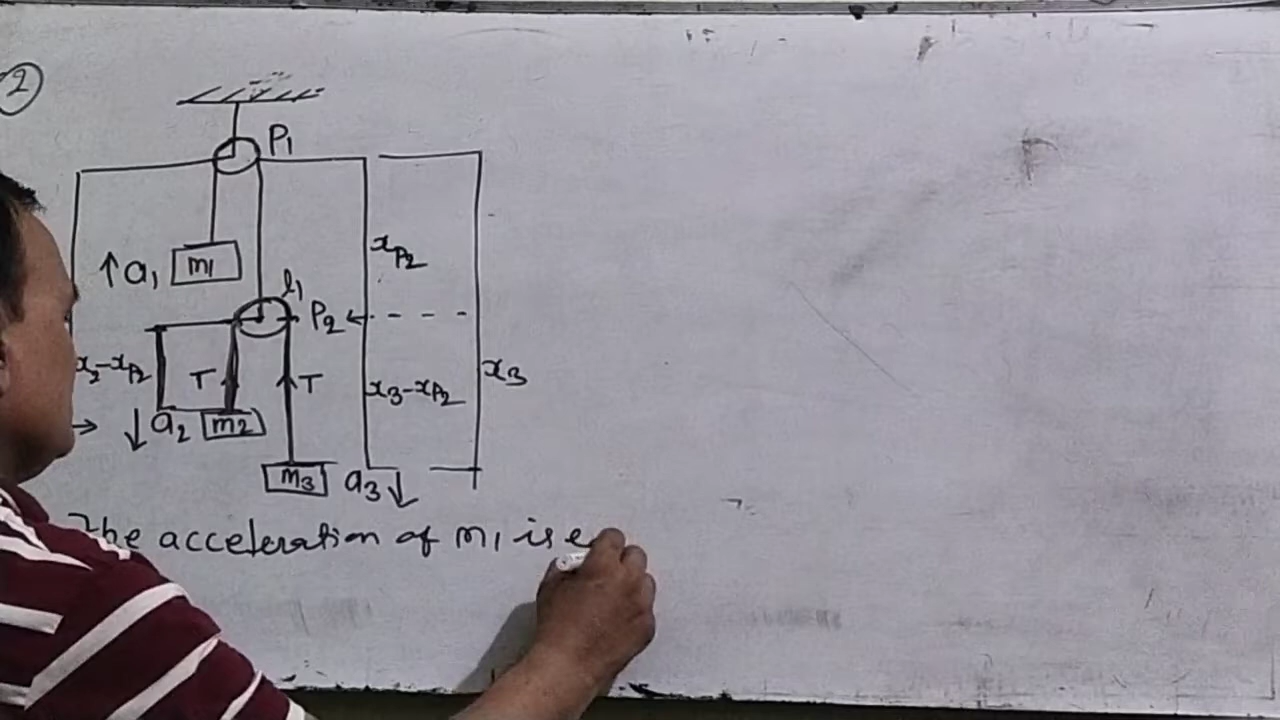 2
P1
xP2
↑ a1 m1
l1
P2
x2-xP2 T T x3-xP2 x3
↓ a2 m2
m3 a3 ↓
The acceleration of m1 is e